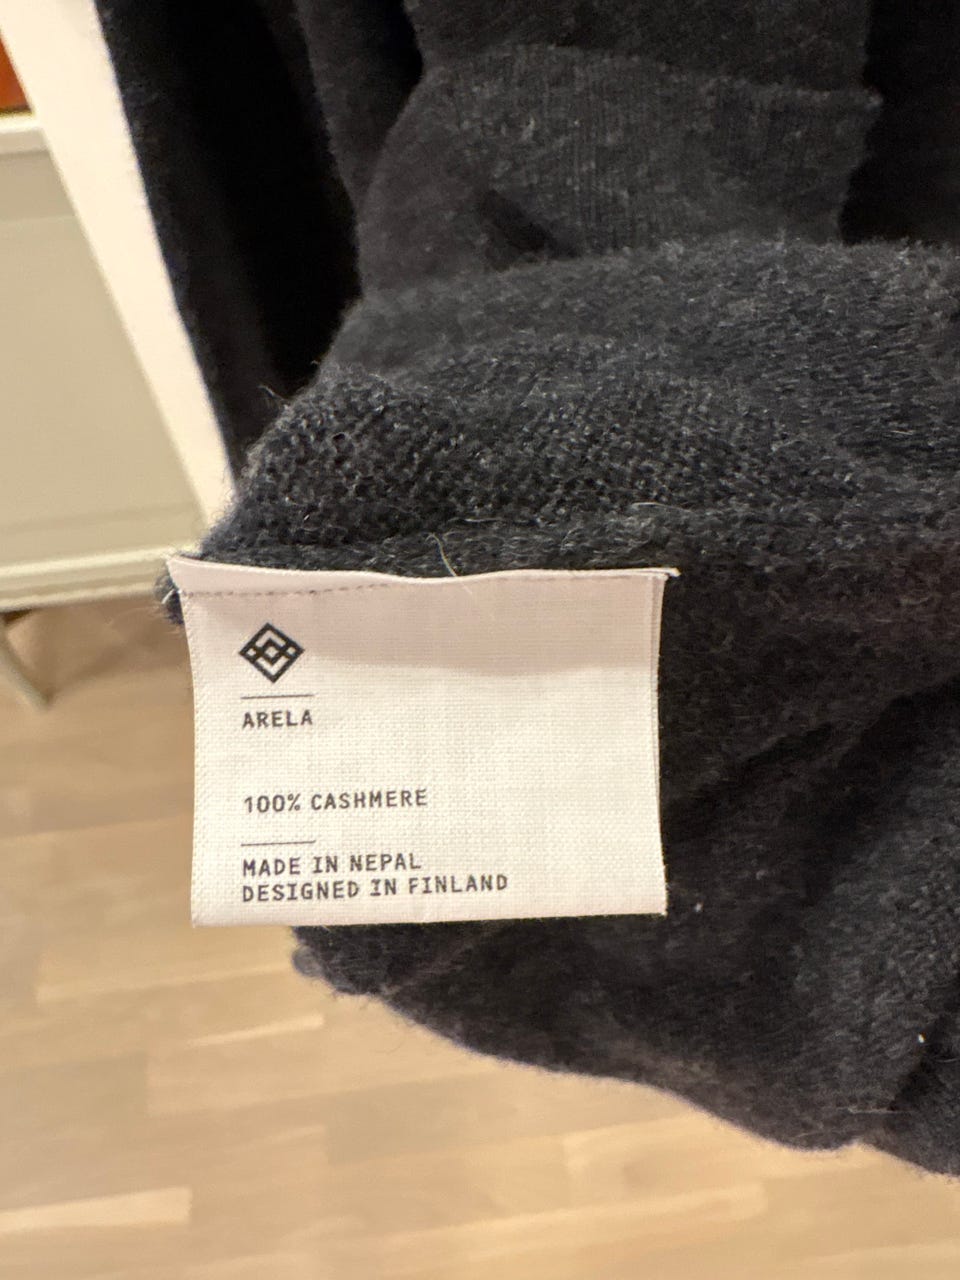 ARELA
100% CASHMERE
MADE IN NEPAL
DESIGNED IN FINLAND